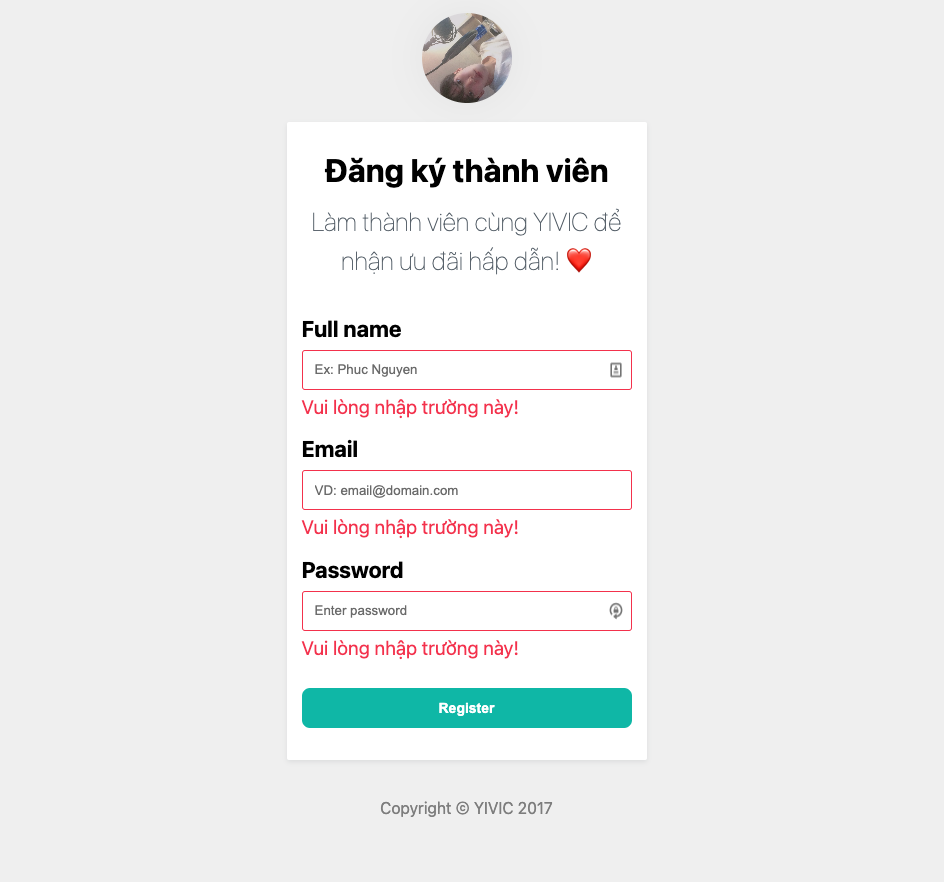 Đăng ký thành viên
Làm thành viên cùng YIVIC để
nhận ưu đãi hấp dẫn! ❤️
Full name
Ex: Phuc Nguyen
Vui lòng nhập trường này!
Email
VD: email@domain.com
Vui lòng nhập trường này!
Password
Enter password
Vui lòng nhập trường này!
Register
Copyright © YIVIC 2017